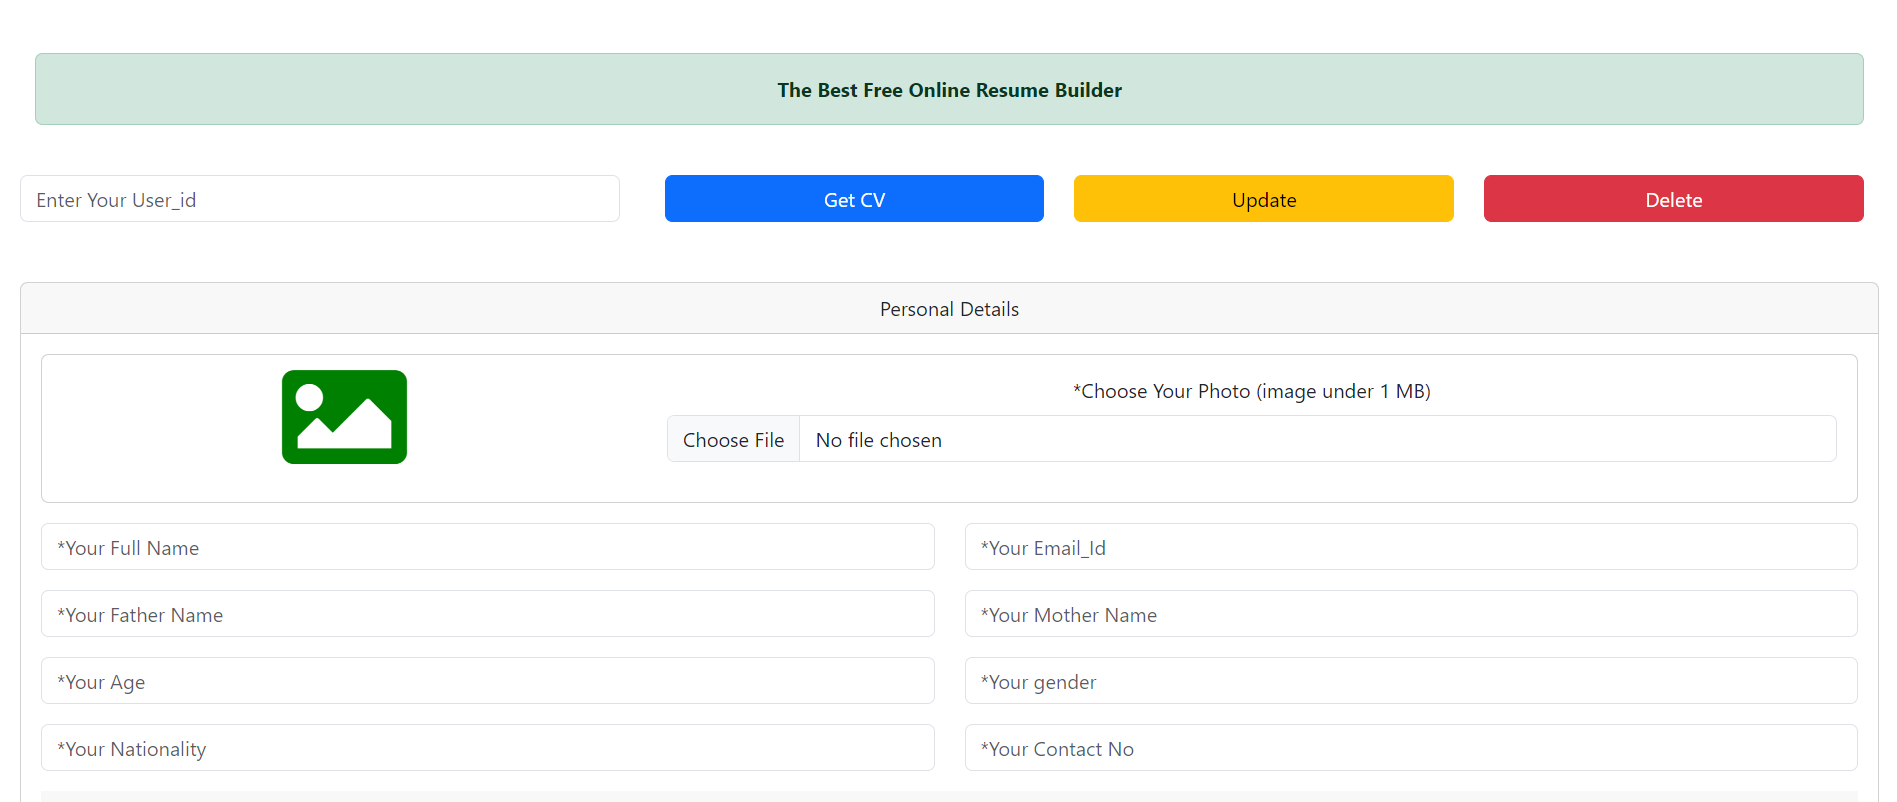 The Best Free Online Resume Builder
Enter Your User_id
Get CV
Update
Delete
Personal Details
*Choose Your Photo (image under 1 MB)
Choose File
No file chosen
*Your Full Name
*Your Email_Id
*Your Father Name
*Your Mother Name
*Your Age
*Your gender
*Your Nationality
*Your Contact No